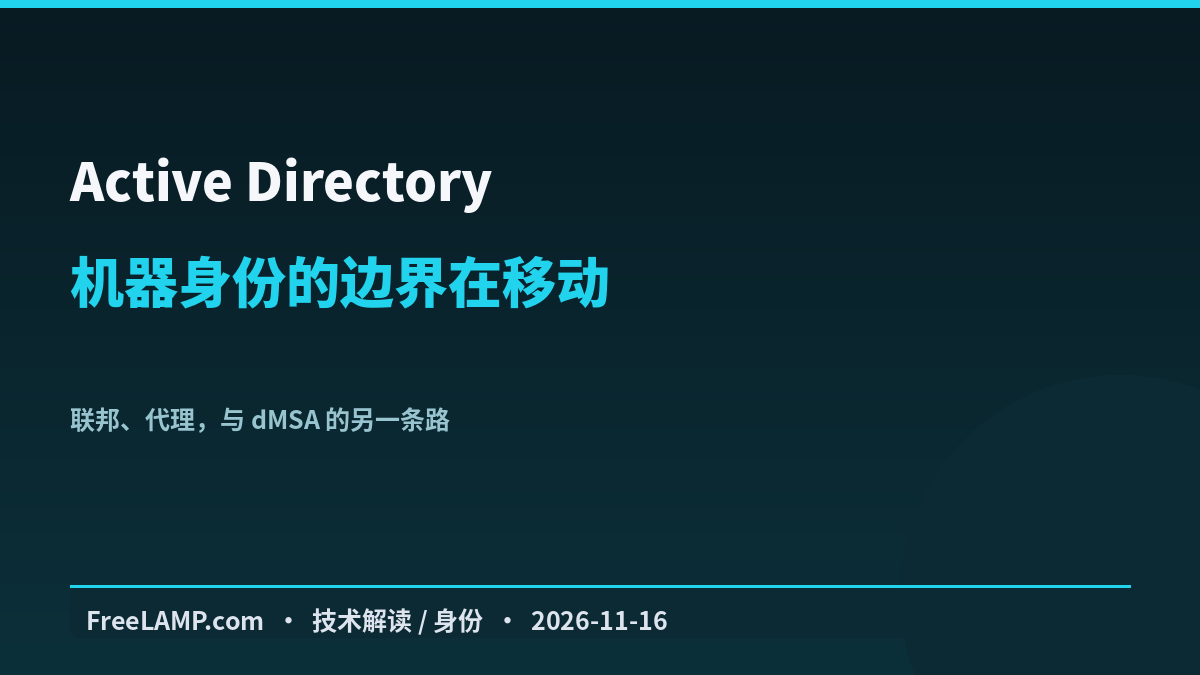 Active Directory
机器身份的边界在移动
联邦、代理，与 dMSA 的另一条路
FreeLAMP.com • 技术解读 / 身份 • 2026-11-16